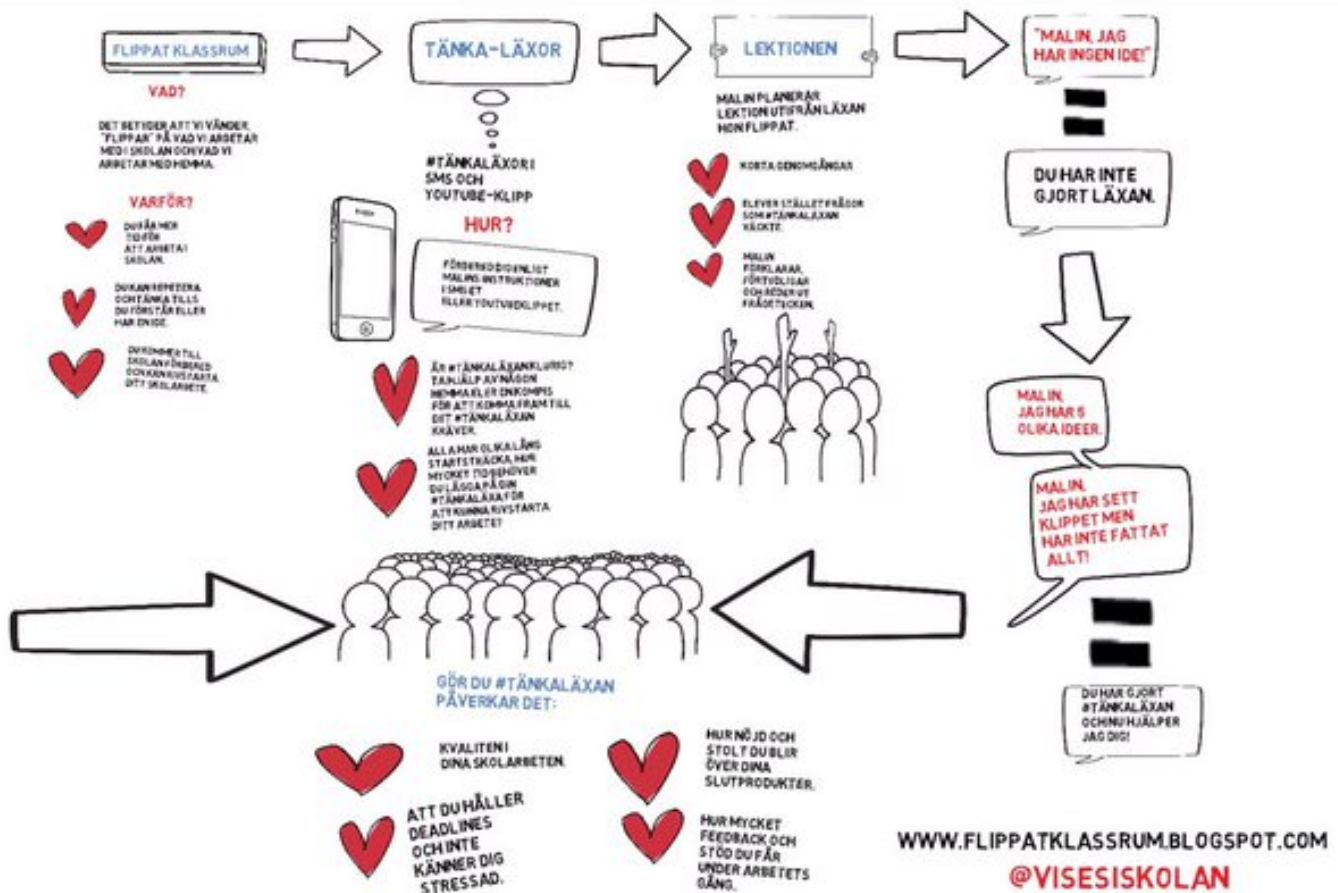 FLIPPAT KLASSRUM
VAD?
DET BETYDER ATT VI VÄNDER,
"FLIPPAR" PÅ VAD VI ARBETAR
MED I SKOLAN OCH VAD VI
ARBETAR MED HEMMA.
VARFÖR?
DU FÅR MER
TID FÖR
ATT ARBETA I
SKOLAN.
DU KAN REPETERA
OCH TÄNKA TILLS
DU FÖRSTÅR ELLER
HAR EN IDE.
DU KOMMER TILL
SKOLAN FÖRBERED
OCH KAN RIVSTARTA
DITT SKOLARBETE.
TÄNKA-LÄXOR
#TÄNKALÄXOR I
SMS OCH
YOUTUBE-KLIPP
HUR?
FÖRBERED DIG ENLIGT
MALINS INSTRUKTIONER
I SMS:ET
ELLER YOUTUBEKLIPPET.
ÄR #TÄNKALÄXAN KLURIG?
TA HJÄLP AV NÅGON
HEMMA ELLER EN KOMPIS
FÖR ATT KOMMA FRAM TILL
DET #TÄNKALÄXAN
KRÄVER.
ALLA HAR OLIKA LÅNG
STARTSTRÄCKA, HUR
MYCKET TID BEHÖVER
DU LÄGGA PÅ DIN
#TÄNKALÄXA FÖR
ATT KUNNA RIVSTARTA
DITT ARBETE?
LEKTIONEN
MALIN PLANERAR
LEKTION UTIFRÅN LÄXAN
HON FLIPPAT.
KORTA GENOMGÅNGAR
ELEVER STÄLLET FRÅGOR
SOM #TÄNKALÄXAN
VÄCKTE.
MALIN
FÖRKLARAR,
FÖRTYDLIGAR
OCH REDER UT
FRÅGETECKEN.
"MALIN, JAG
HAR INGEN IDE!"
DU HAR INTE
GJORT LÄXAN.
MALIN,
JAG HAR 5
OLIKA IDEER.
MALIN,
JAG HAR SETT
KLIPPET MEN
HAR INTE FATTAT
ALLT!
DU HAR GJORT
#TÄNKALÄXAN
OCH NU HJÄLPER
JAG DIG!
GÖR DU #TÄNKALÄXAN
PÅVERKAR DET:
KVALITEN I
DINA SKOLARBETEN.
ATT DU HÅLLER
DEADLINES
OCH INTE
KÄNNER DIG
STRESSAD.
HUR NÖJD OCH
STOLT DU BLIR
ÖVER DINA
SLUTPRODUKTER.
HUR MYCKET
FEEDBACK OCH
STÖD DU FÅR
UNDER ARBETETS
GÅNG.
WWW.FLIPPATKLASSRUM.BLOGSPOT.COM
@VISESISKOLAN